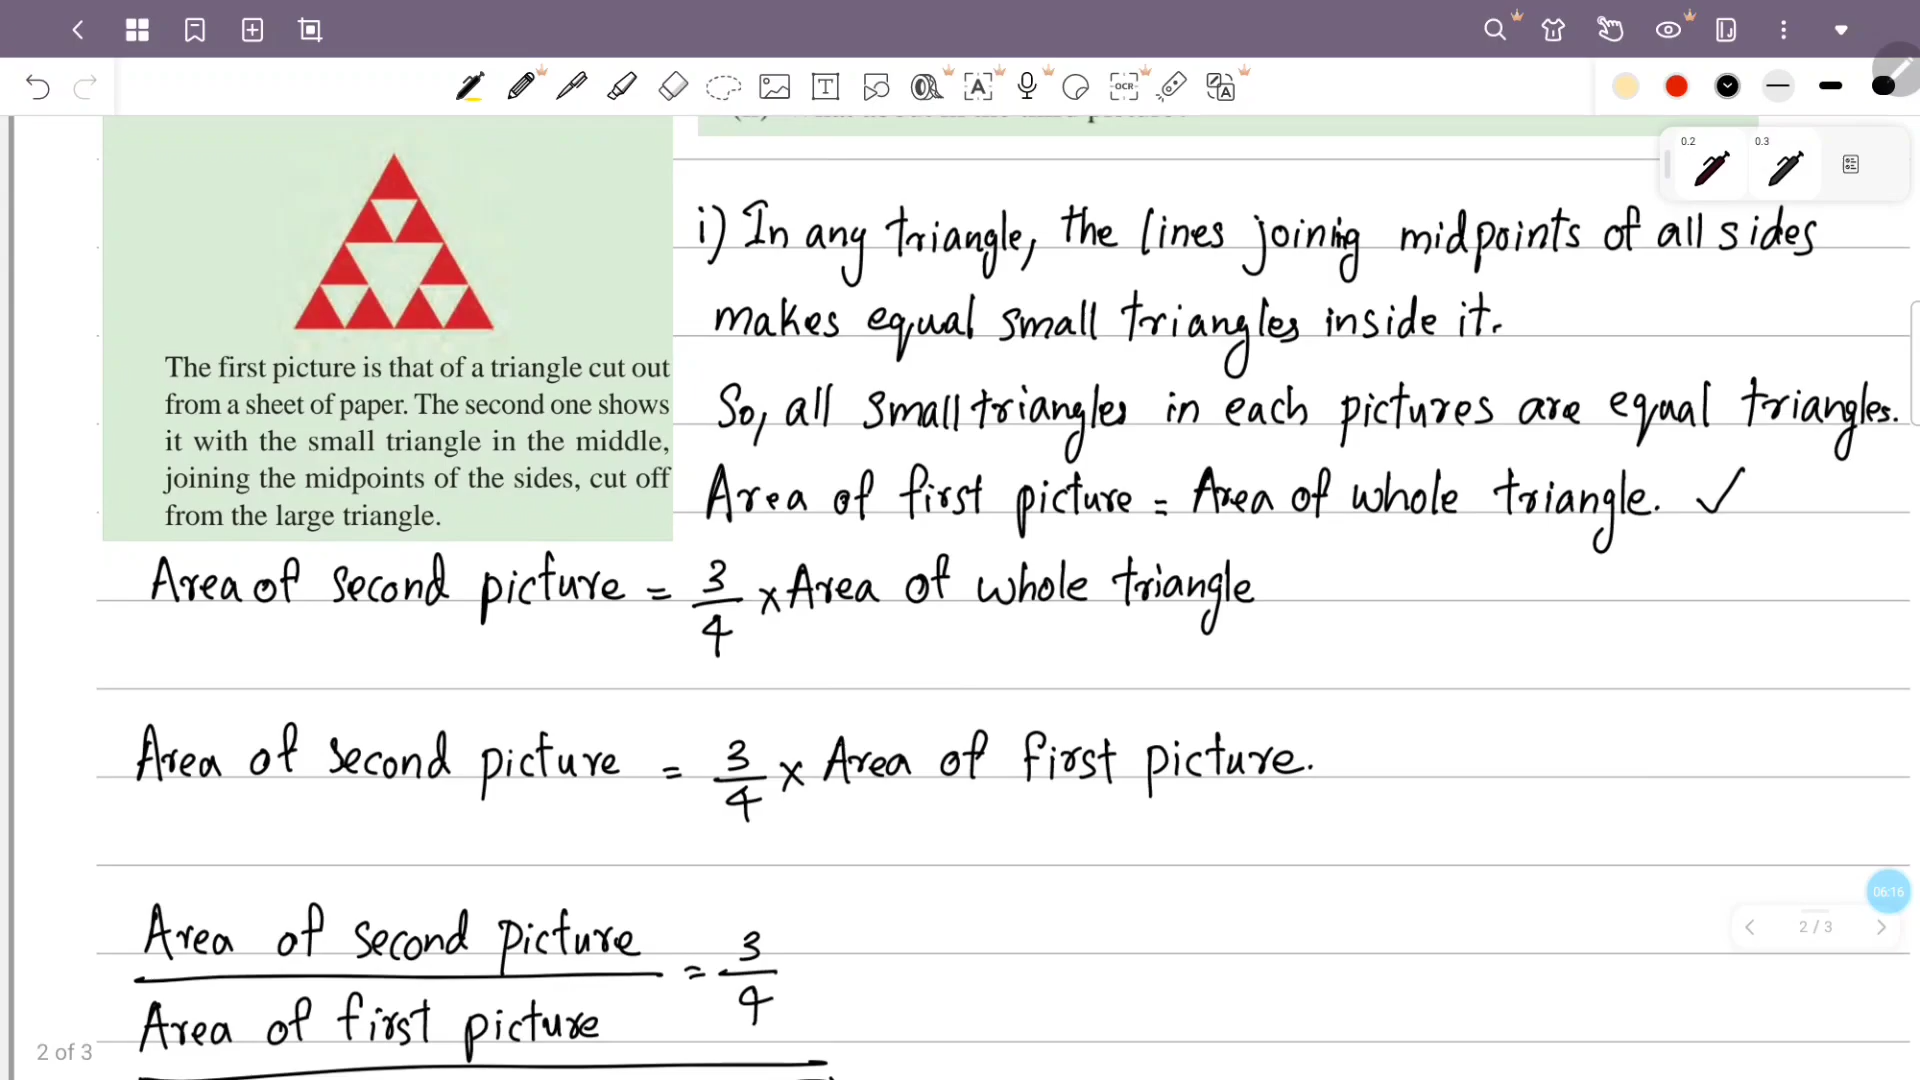 0.2
0.3
i) In any triangle, the lines joining midpoints of all sides
makes equal small triangles inside it.
So, all small triangles in each pictures are equal triangles.
Area of first picture = Area of whole triangle. ✓
The first picture is that of a triangle cut out
from a sheet of paper. The second one shows
it with the small triangle in the middle,
joining the midpoints of the sides, cut off
from the large triangle.
Area of second picture = 3/4 × Area of whole triangle
Area of second picture = 3/4 × Area of first picture.
Area of second picture / Area of first picture = 3/4
06:16
2 / 3
2 of 3
OCR
T
A
A